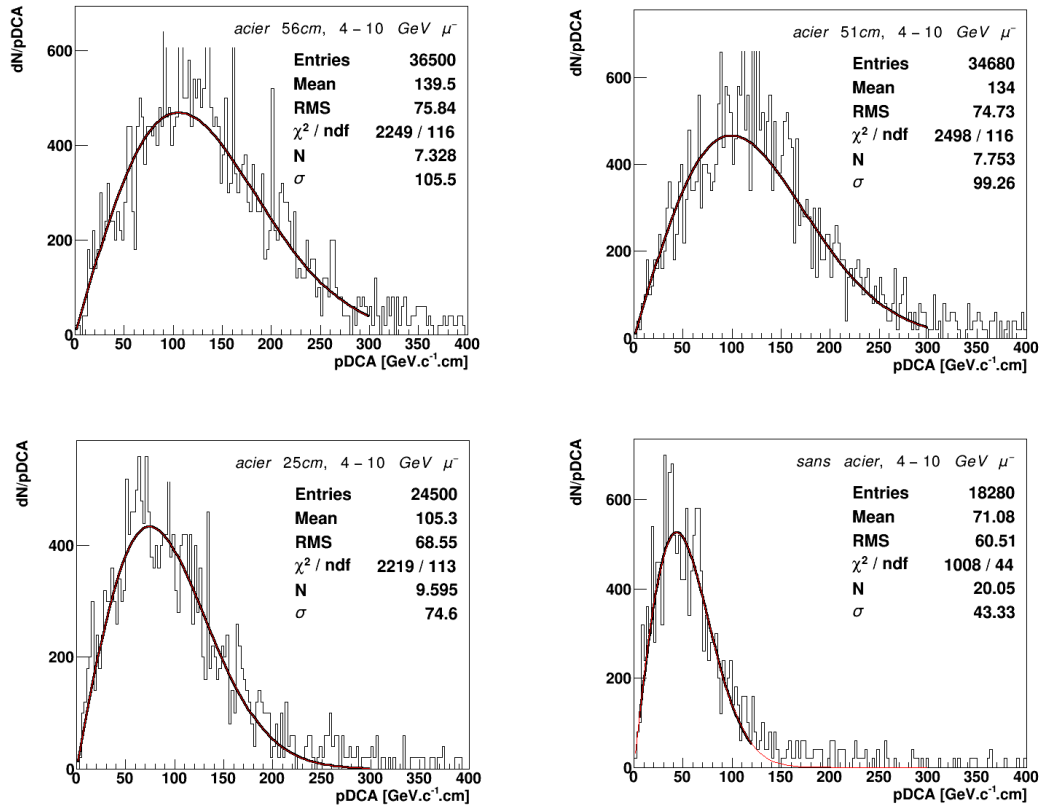 dN/pDCA
acier 56cm, 4 – 10 GeV μ⁻
Entries 36500
Mean 139.5
RMS 75.84
χ² / ndf 2249 / 116
N 7.328
σ 105.5
600
400
200
0
0 50 100 150 200 250 300 350 400
pDCA [GeV.c⁻¹.cm]
dN/pDCA
acier 51cm, 4 – 10 GeV μ⁻
Entries 34680
Mean 134
RMS 74.73
χ² / ndf 2498 / 116
N 7.753
σ 99.26
600
400
200
0
0 50 100 150 200 250 300 350 400
pDCA [GeV.c⁻¹.cm]
dN/pDCA
acier 25cm, 4 – 10 GeV μ⁻
Entries 24500
Mean 105.3
RMS 68.55
χ² / ndf 2219 / 113
N 9.595
σ 74.6
400
200
0
0 50 100 150 200 250 300 350 400
pDCA [GeV.c⁻¹.cm]
dN/pDCA
sans acier, 4 – 10 GeV μ⁻
Entries 18280
Mean 71.08
RMS 60.51
χ² / ndf 1008 / 44
N 20.05
σ 43.33
600
400
200
0
0 50 100 150 200 250 300 350 400
pDCA [GeV.c⁻¹.cm]